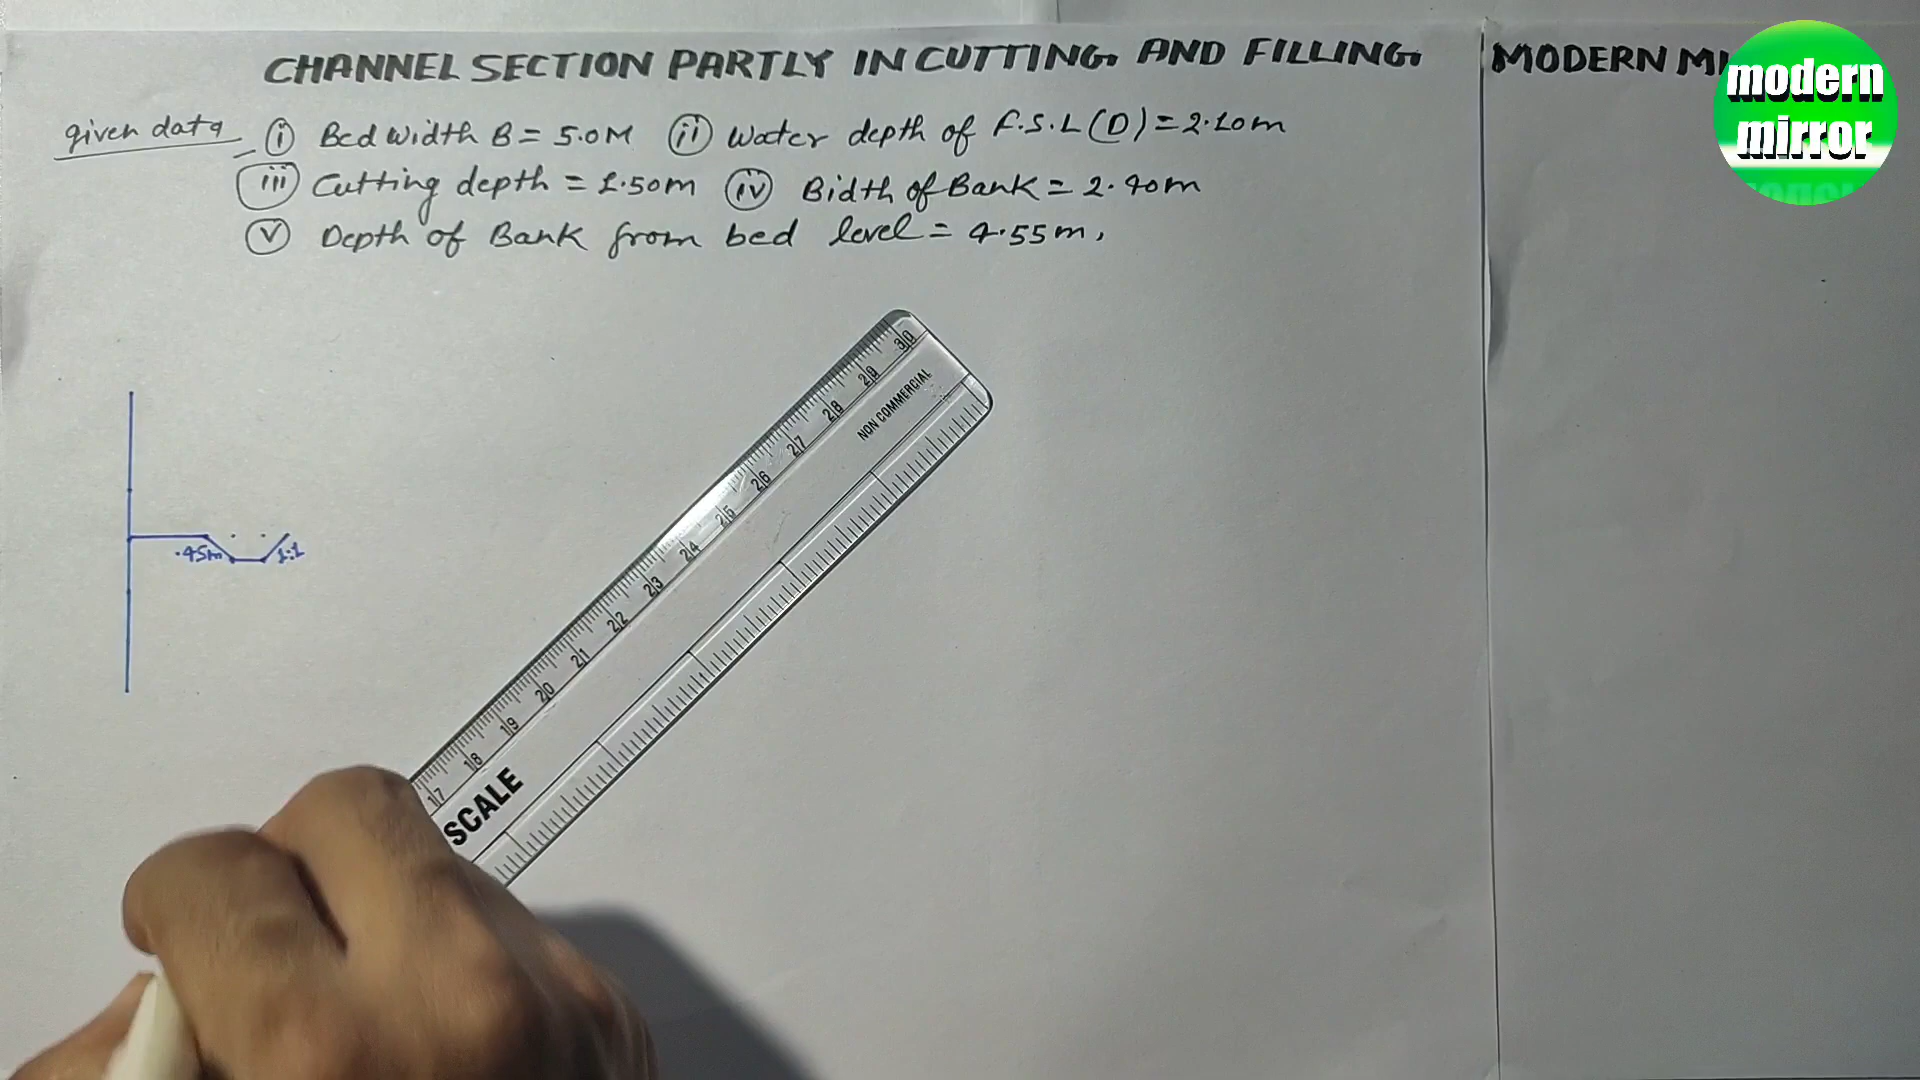 CHANNEL SECTION PARTLY IN CUTTING. AND FILLING.
MODERN MI
modern
mirror
given data (i) Bed width B = 5.0M (ii) Water depth of F.S.L (D) = 2.10m
(iii) Cutting depth = 1.50m (iv) Bidth of Bank = 2.40m
(v) Depth of Bank from bed level = 4.55m,
.45m 1:1
30
29
28
27
26
25
24
23
22
21
20
19
18
17
NON COMMERCIAL
SCALE